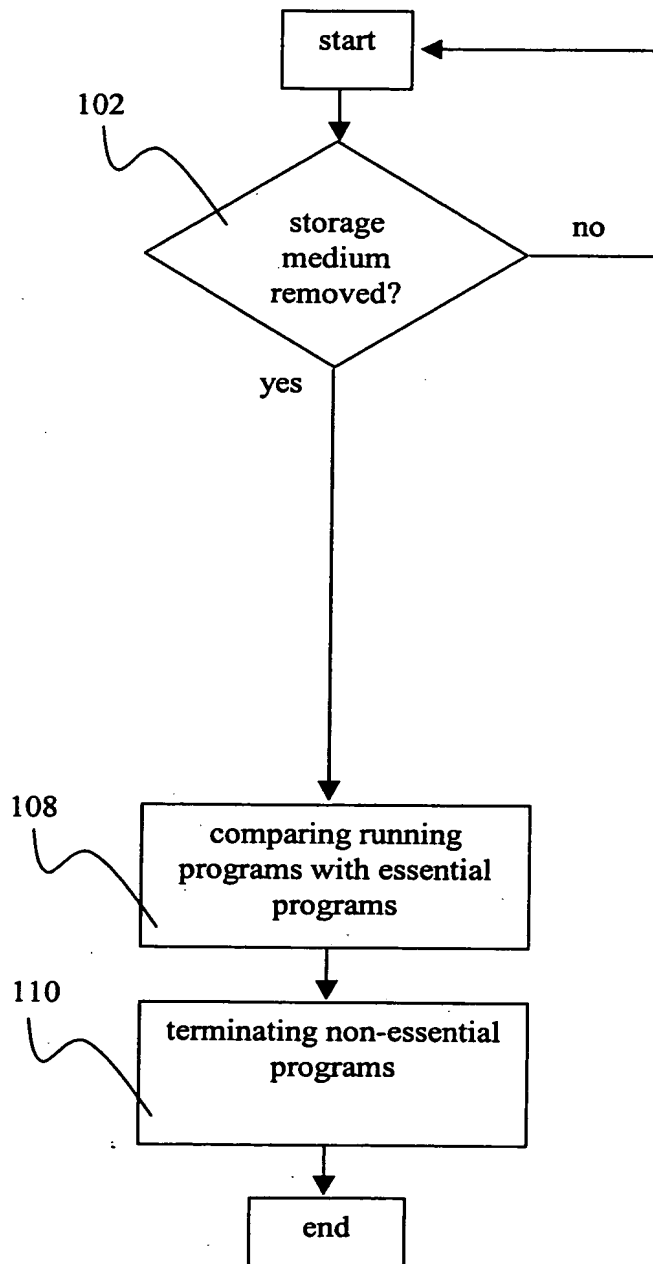 start
102
storage
medium
removed?
no
yes
108
comparing running
programs with essential
programs
110
terminating non-essential
programs
end